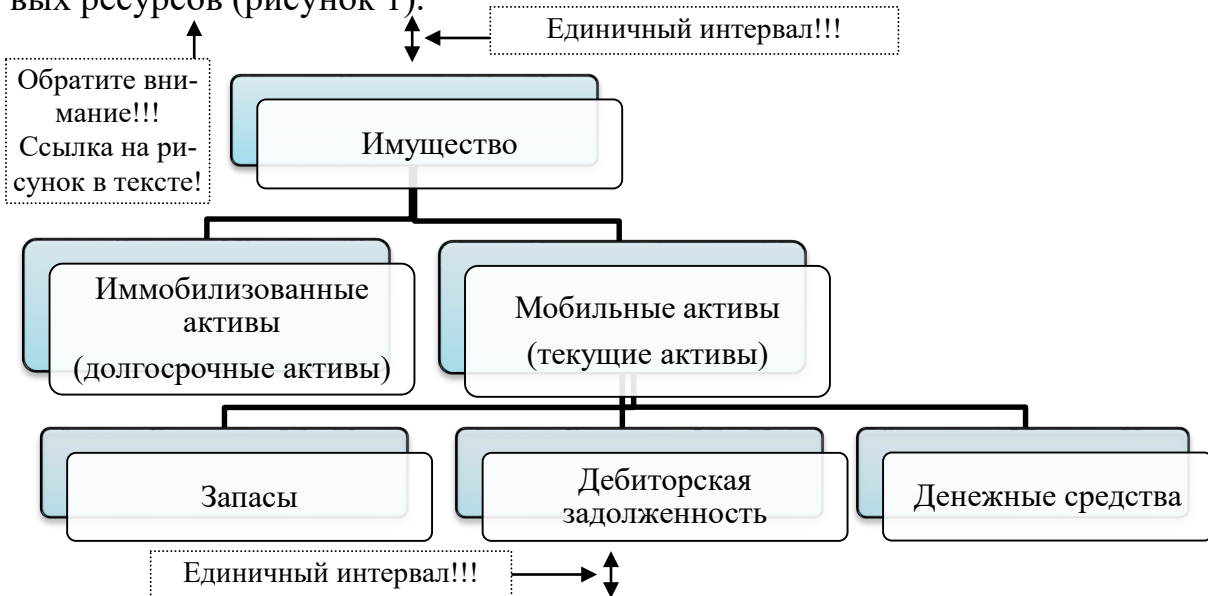 вых ресурсов (рисунок 1).
Единичный интервал!!!
Обратите вни-
мание!!!
Ссылка на ри-
сунок в тексте!
Имущество
Иммобилизованные
активы
(долгосрочные активы)
Мобильные активы
(текущие активы)
Запасы
Дебиторская
задолженность
Денежные средства
Единичный интервал!!!